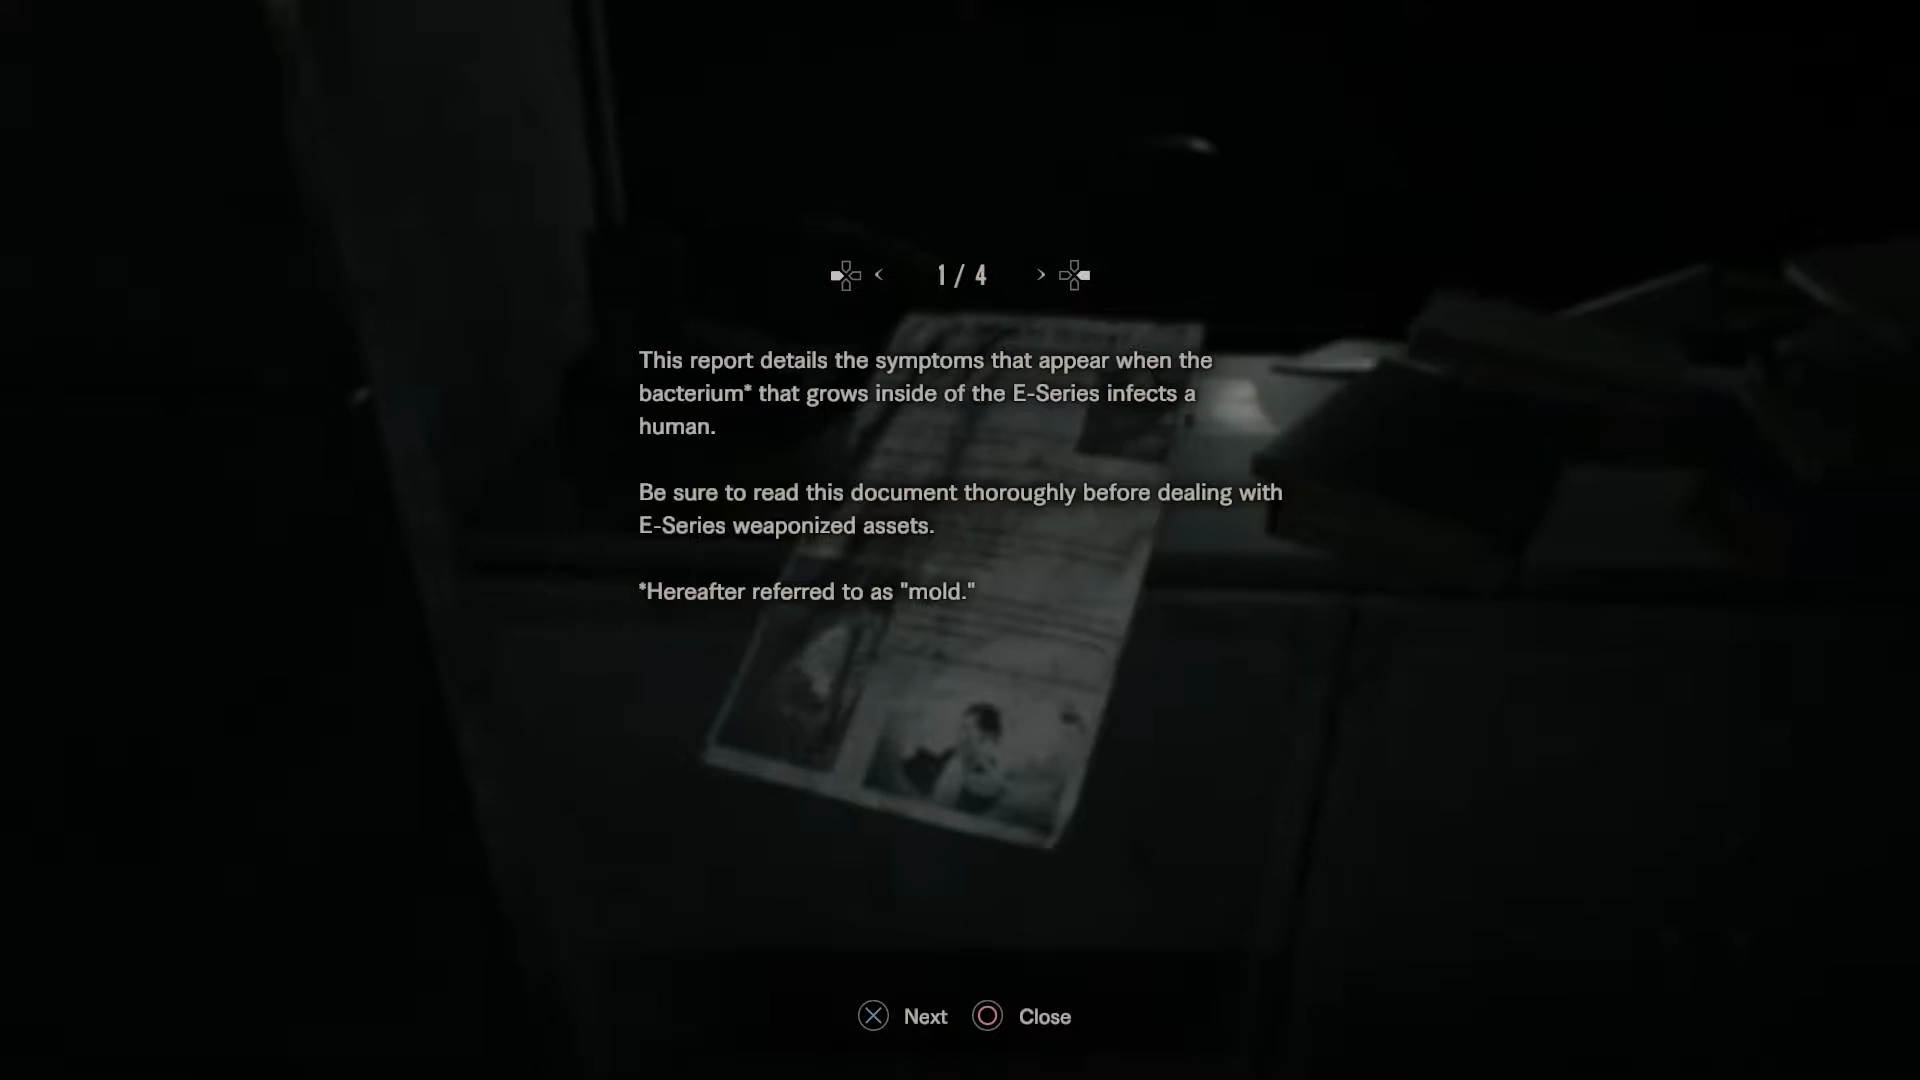 < 1 / 4 >
This report details the symptoms that appear when the
bacterium* that grows inside of the E-Series infects a
human.
Be sure to read this document thoroughly before dealing with
E-Series weaponized assets.
*Hereafter referred to as "mold."
Next Close